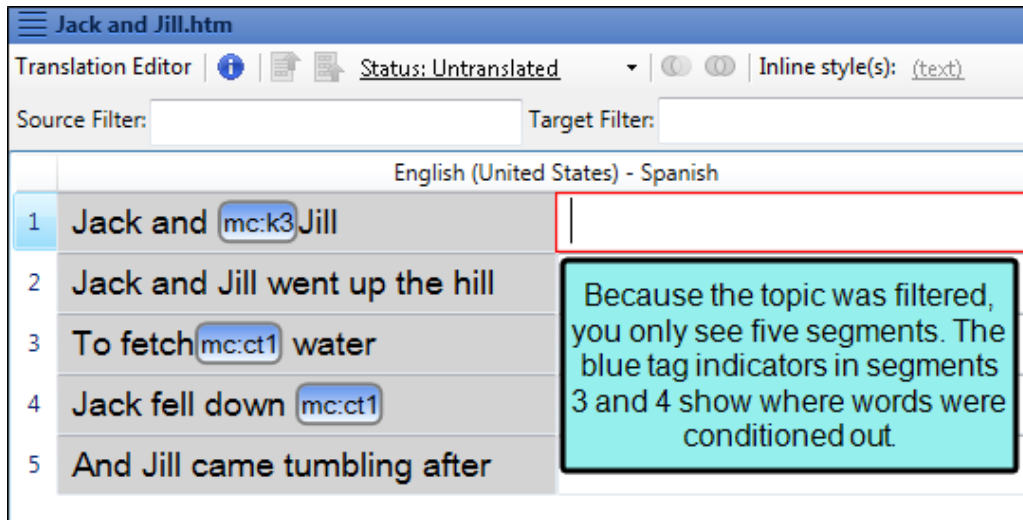 Jack and Jill.htm
Translation Editor Status: Untranslated Inline style(s): (text)
Source Filter: Target Filter:
English (United States) - Spanish
1 Jack and mc:k3 Jill
2 Jack and Jill went up the hill
3 To fetch mc:ct1 water
4 Jack fell down mc:ct1
5 And Jill came tumbling after
Because the topic was filtered,
you only see five segments. The
blue tag indicators in segments
3 and 4 show where words were
conditioned out.